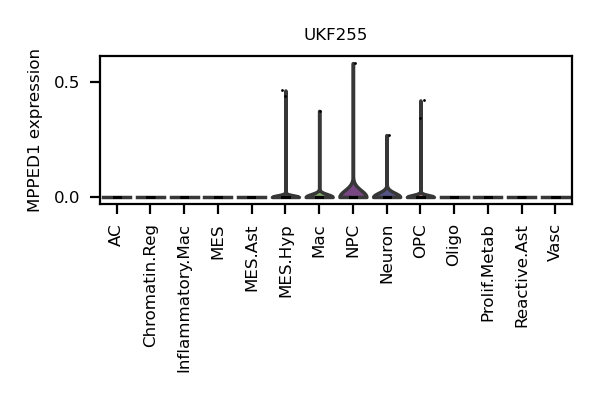 UKF255
MPPED1 expression
0.5
0.0
AC
Chromatin.Reg
Inflammatory.Mac
MES
MES.Ast
MES.Hyp
Mac
NPC
Neuron
OPC
Oligo
Prolif.Metab
Reactive.Ast
Vasc